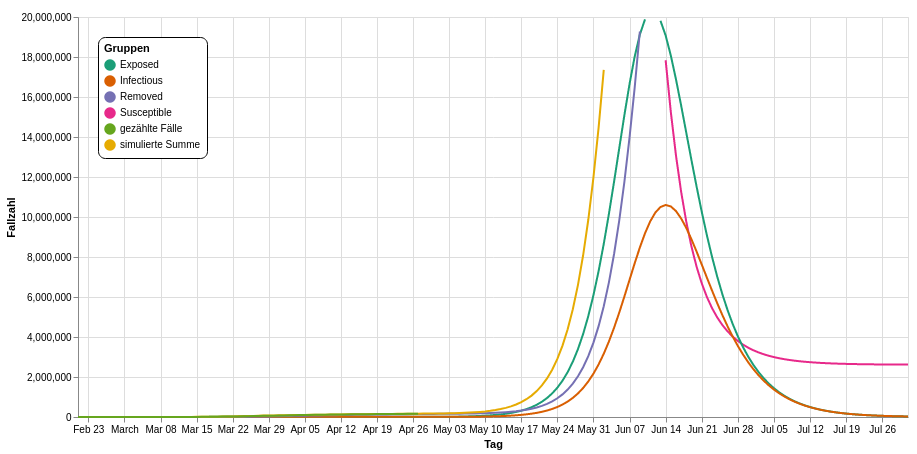 20,000,000
18,000,000
16,000,000
14,000,000
12,000,000
10,000,000
8,000,000
6,000,000
4,000,000
2,000,000
0
Fallzahl
Gruppen
Exposed
Infectious
Removed
Susceptible
gezählte Fälle
simulierte Summe
Feb 23 March Mar 08 Mar 15 Mar 22 Mar 29 Apr 05 Apr 12 Apr 19 Apr 26 May 03 May 10 May 17 May 24 May 31 Jun 07 Jun 14 Jun 21 Jun 28 Jul 05 Jul 12 Jul 19 Jul 26
Tag